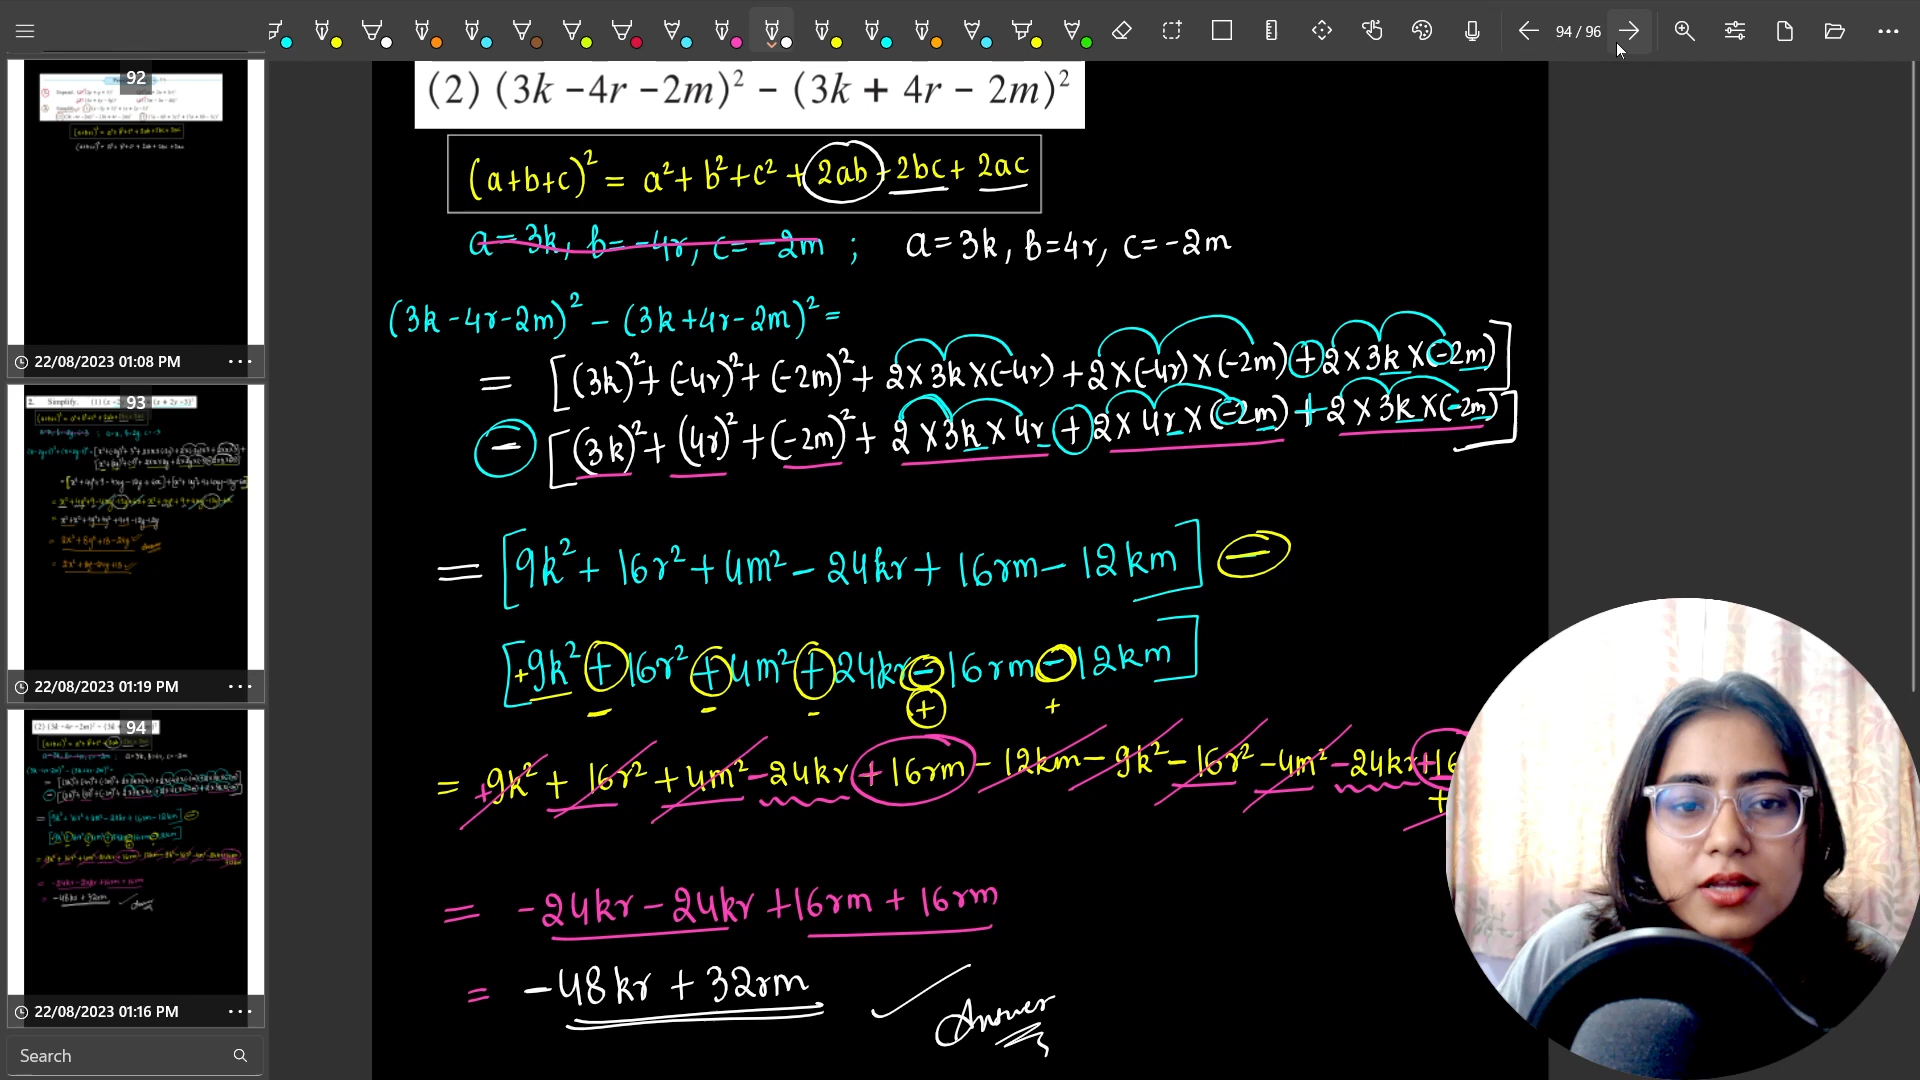 94 / 96
92
22/08/2023 01:08 PM
93
22/08/2023 01:19 PM
94
22/08/2023 01:16 PM
Search
(2) (3k −4r −2m)² − (3k + 4r − 2m)²
(a+b+c)² = a²+ b²+c² + 2ab + 2bc + 2ac
a=3k, b=-4r, c=-2m ; a=3k, b=4r, c=-2m
(3k-4r-2m)² - (3k+4r-2m)² =
= [(3k)²+(-4r)²+(-2m)²+ 2×3k×(-4r) +2×(-4r)×(-2m)+2×3k×(-2m)]
- [(3k)²+(4r)²+(-2m)²+ 2×3k×4r +2×4r×(-2m) + 2×3k×(-2m)]
= [9k²+ 16r²+4m²- 24kr+ 16rm- 12km] -
[+9k²+16r²+4m²+24kr-16rm-12km]
- - - + +
= +9k²+ 16r²+4m²-24kr+16rm-12km-9k²-16r²-4m²-24kr+16
+
= -24kr-24kr+16rm+16rm
= -48kr+32rm
Answer